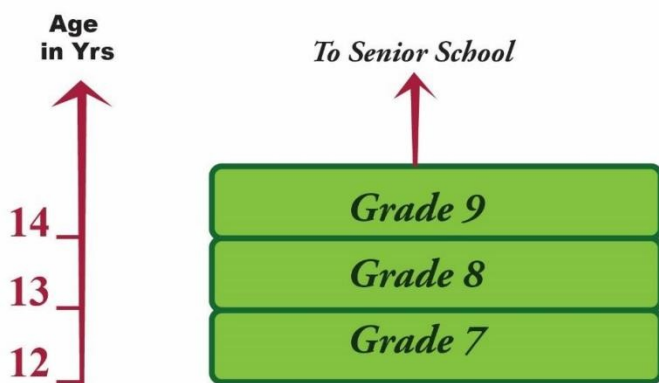 Age
in Yrs
To Senior School
14
Grade 9
13
Grade 8
12
Grade 7